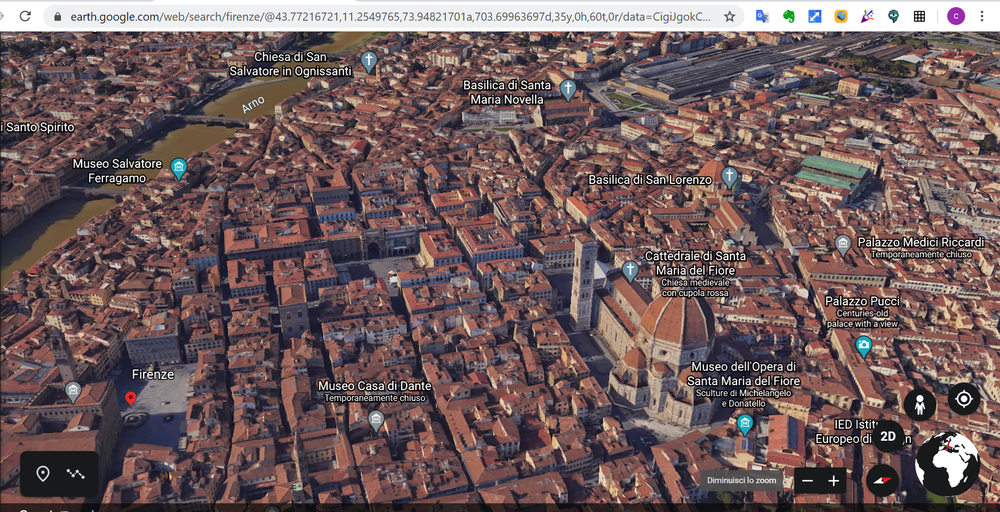 earth.google.com/web/search/firenze/@43.77216721,11.2549765,73.94821701a,703.69963697d,35y,0h,60t,0r/data=CigiJgokC...
C
Chiesa di San
Salvatore in Ognissanti
Arno
Basilica di Santa
Maria Novella
i Santo Spirito
Museo Salvatore
Ferragamo
Basilica di San Lorenzo
Palazzo Medici Riccardi
Temporaneamente chiuso
Cattedrale di Santa
Maria del Fiore
Chiesa medievale
con cupola rossa
Palazzo Pucci
Centuries-old
palace with a view
Firenze
Museo Casa di Dante
Temporaneamente chiuso
Museo dell'Opera di
Santa Maria del Fiore
Sculture di Michelangelo
e Donatello
IED Istitu
Europeo di
n
2D
Diminuisci lo zoom